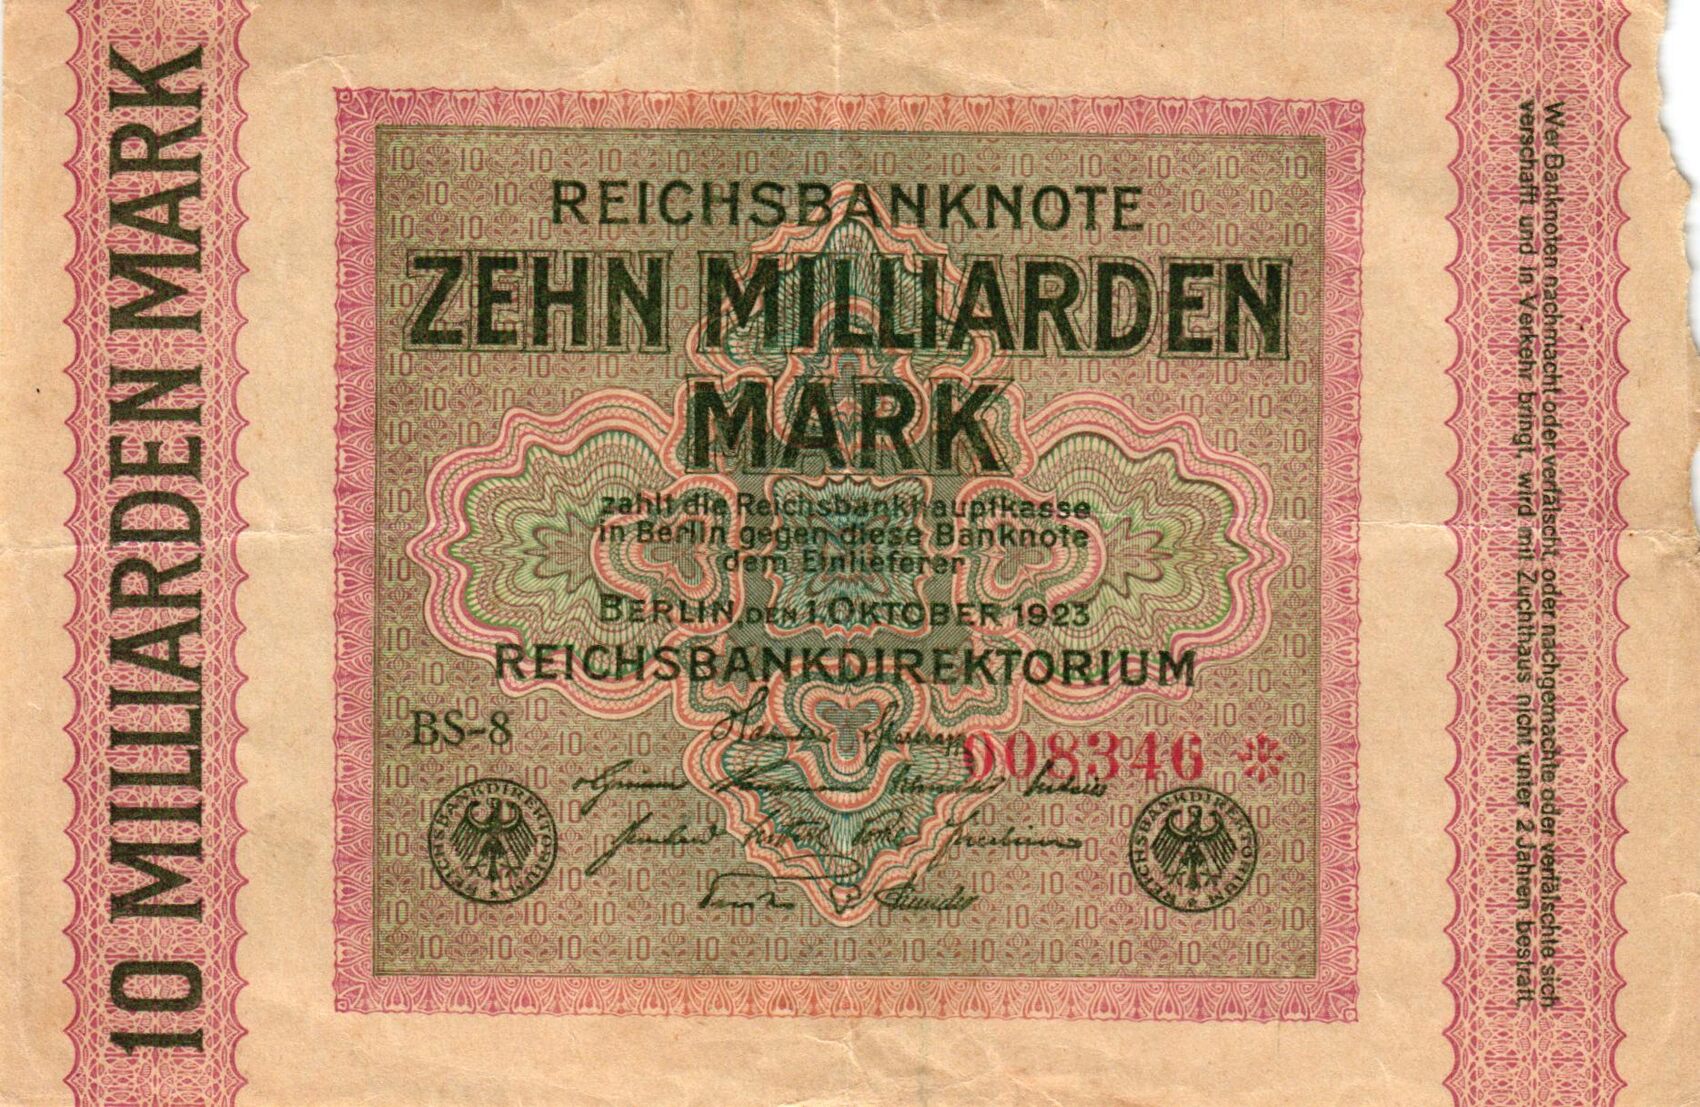 10 MILLIARDEN MARK
REICHSBANKNOTE
ZEHN MILLIARDEN
MARK
zahlt die Reichsbankhauptkasse
in Berlin gegen diese Banknote
dem Einlieferer
BERLIN, DEN 1. OKTOBER 1923
REICHSBANKDIREKTORIUM
BS-8
008346 *
REICHSBANKDIREKTORIUM *
REICHSBANKDIREKTORIUM *
Wer Banknoten nachmacht oder verfälscht, oder nachgemachte oder verfälschte sich
verschafft und in Verkehr bringt, wird mit Zuchthaus nicht unter 2 Jahren bestraft.